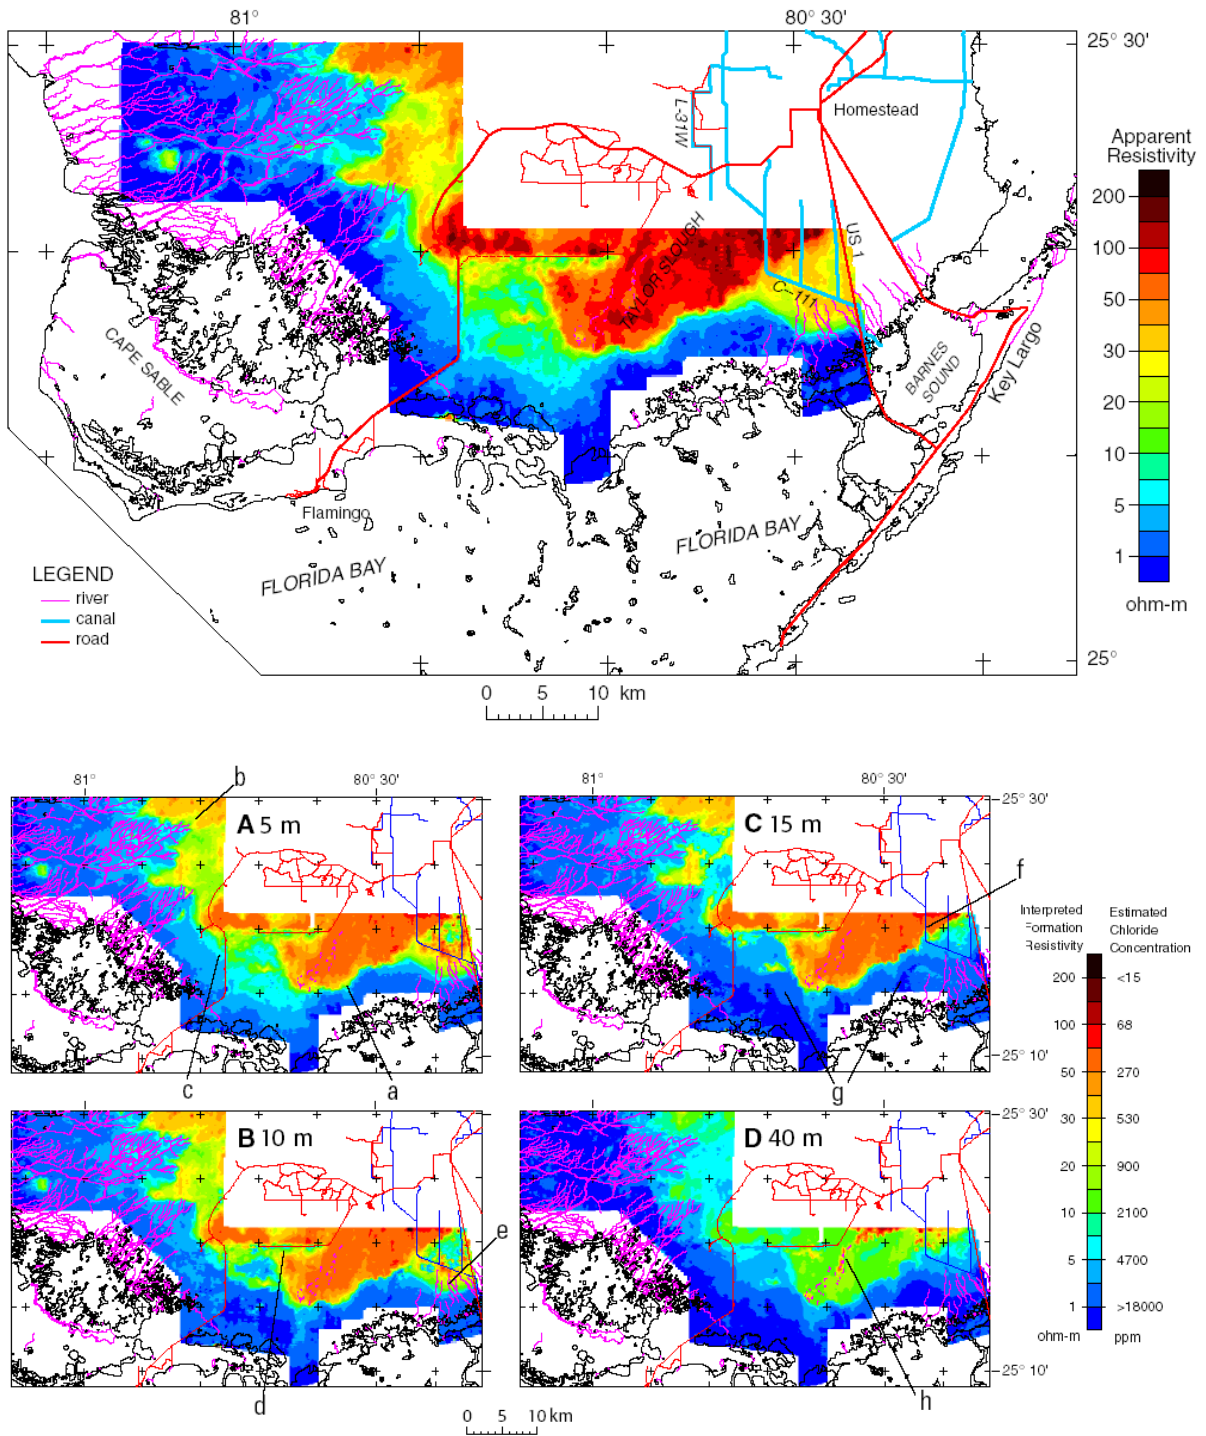 81°
80° 30'
25° 30'
Homestead
L-31W
Apparent
Resistivity
200
100
50
30
20
10
5
1
ohm-m
US 1
TAYLOR SLOUGH
C-111
CAPE SABLE
BARNES
SOUND
Key Largo
Flamingo
FLORIDA BAY
FLORIDA BAY
LEGEND
river
canal
road
25°
0 5 10 km
81°
b
80° 30'
81°
80° 30'
25° 30'
A 5 m
C 15 m
f
c
a
g
25° 10'
Interpreted
Formation
Resistivity
Estimated
Chloride
Concentration
200 <15
100 68
50 270
30 530
20 900
10 2100
5 4700
1 >18000
ohm-m ppm
25° 30'
B 10 m
D 40 m
e
d
h
25° 10'
0 5 10 km